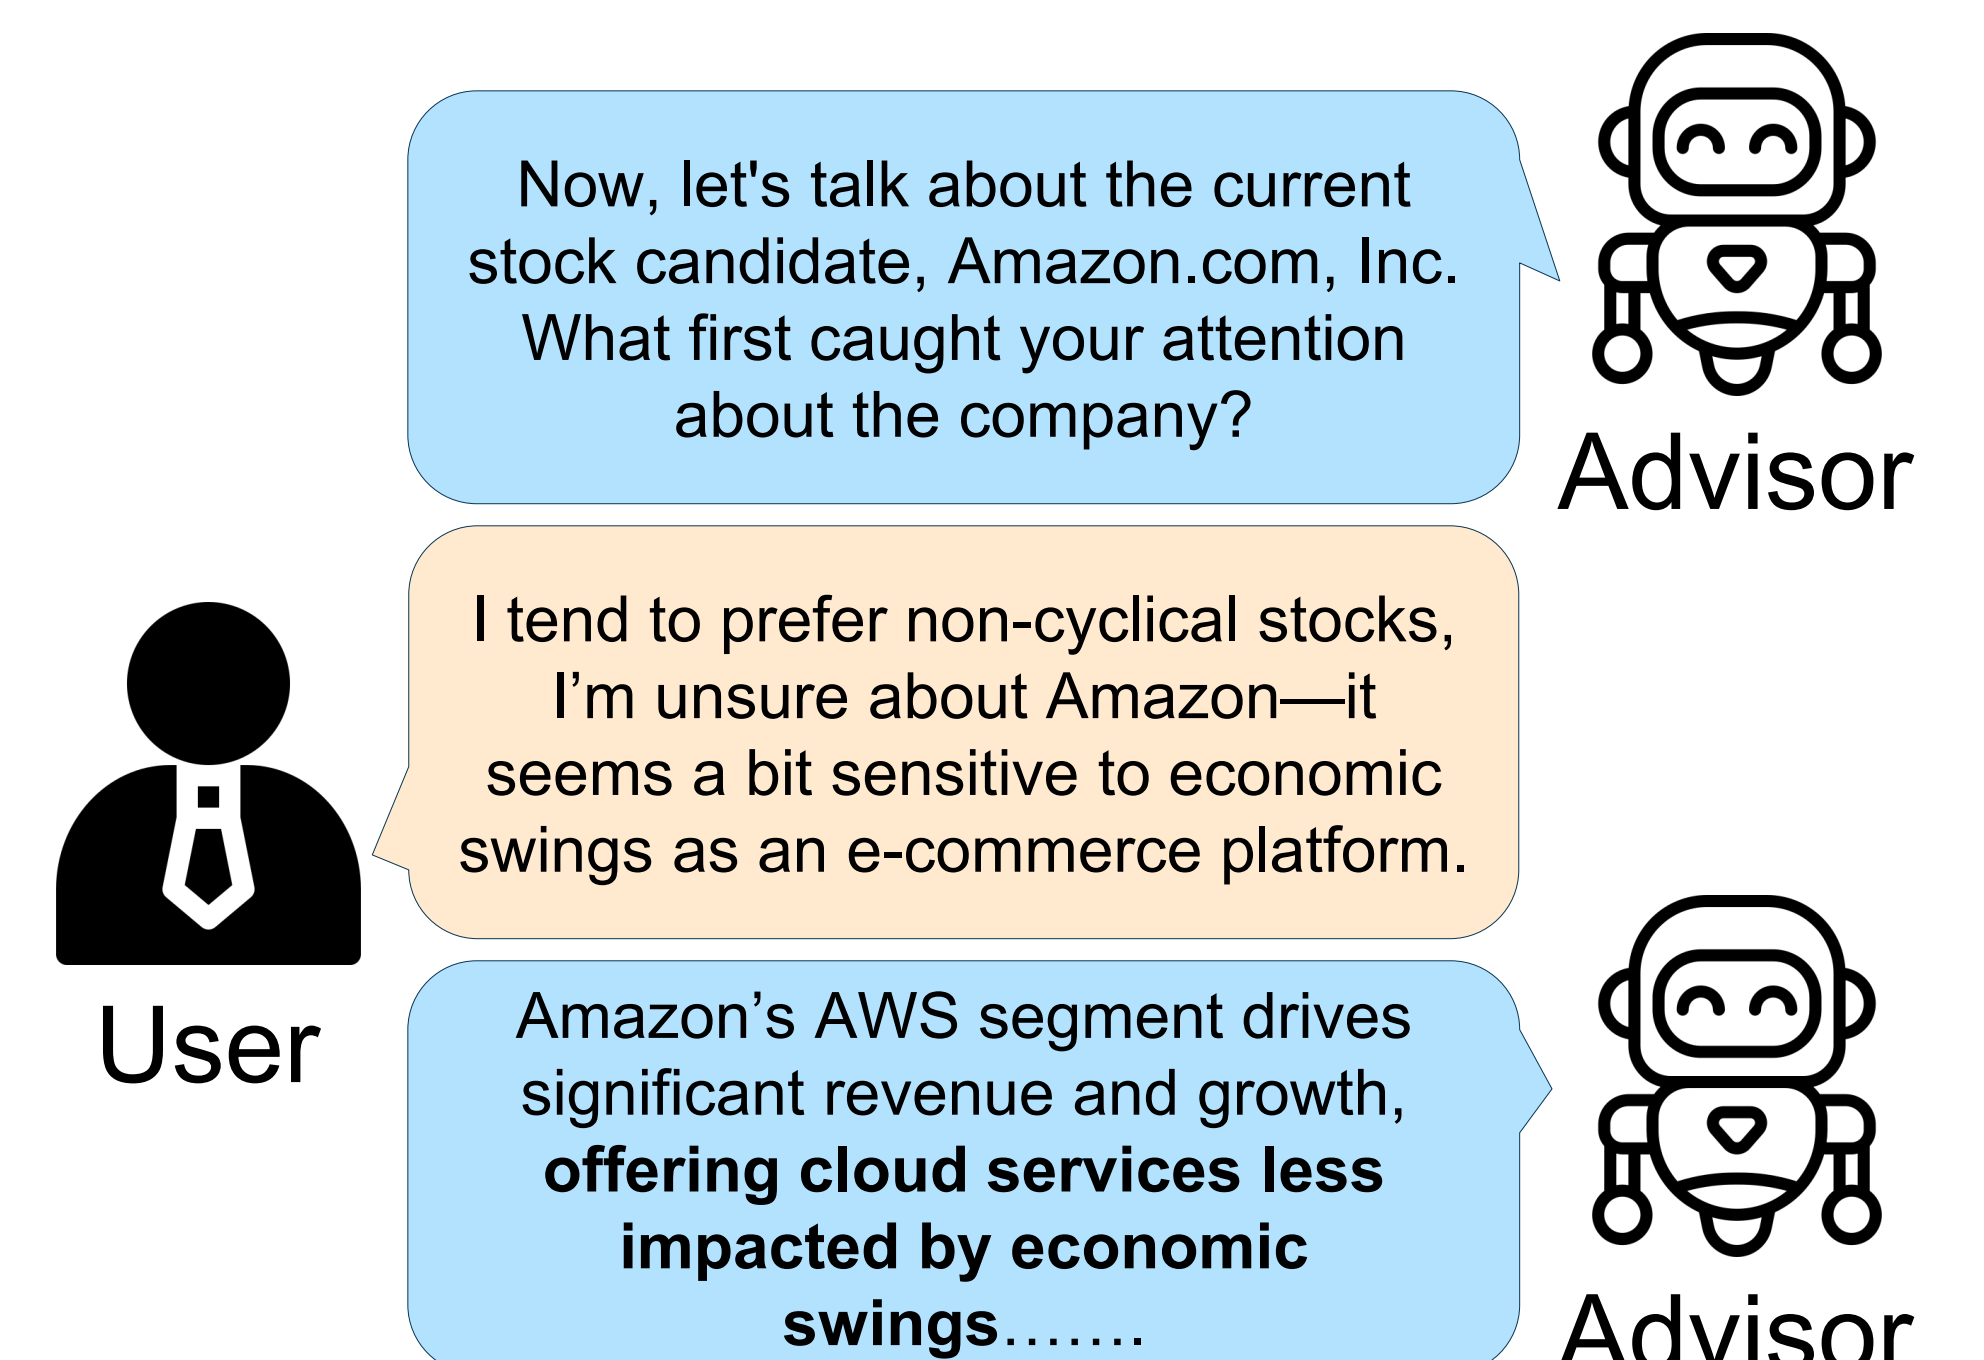 Now, let's talk about the current
stock candidate, Amazon.com, Inc.
What first caught your attention
about the company?
Advisor
I tend to prefer non-cyclical stocks,
I’m unsure about Amazon—it
seems a bit sensitive to economic
swings as an e-commerce platform.
User
Amazon’s AWS segment drives
significant revenue and growth,
offering cloud services less
impacted by economic
swings…….
Advisor